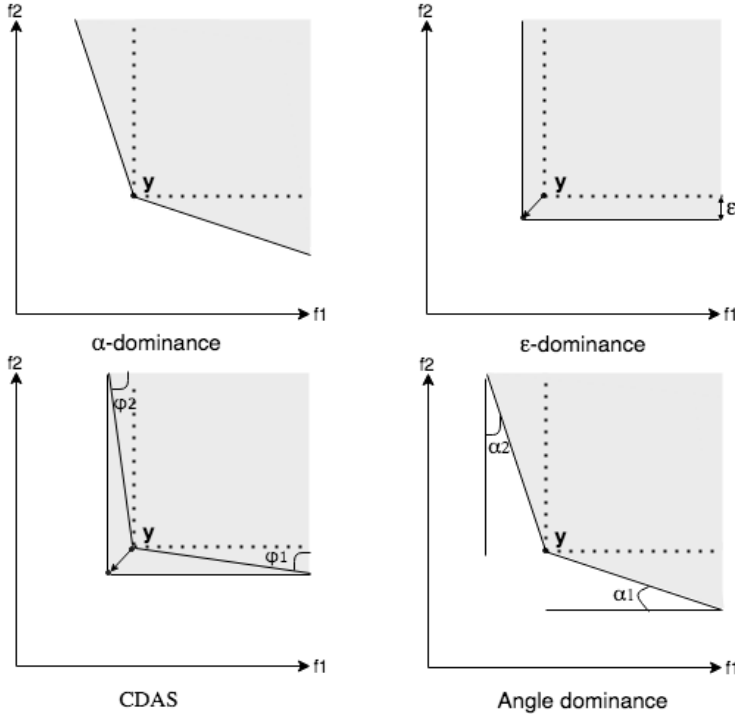 f2
y
f1
α-dominance
f2
y
ε
f1
ε-dominance
f2
φ2
y
φ1
f1
CDAS
f2
α2
y
α1
f1
Angle dominance